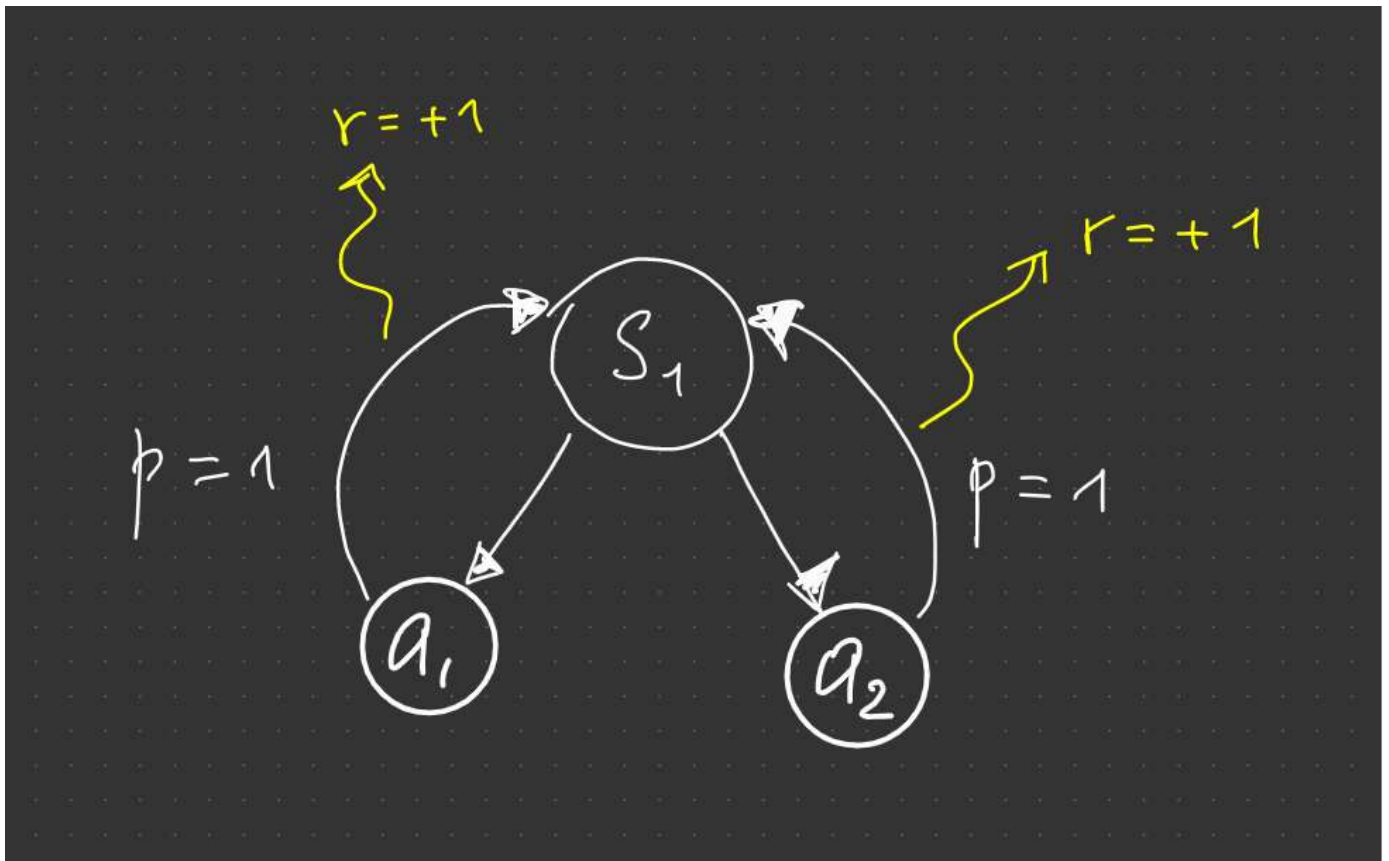 r = +1
r = + 1
S₁
p = 1
p = 1
a₁
a₂